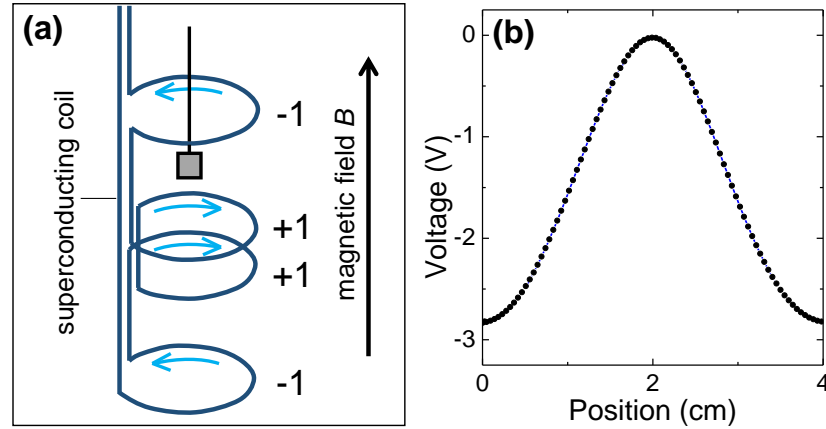 (a)
superconducting coil
-1
+1
+1
-1
magnetic field B
(b)
Voltage (V)
0
-1
-2
-3
0
2
4
Position (cm)